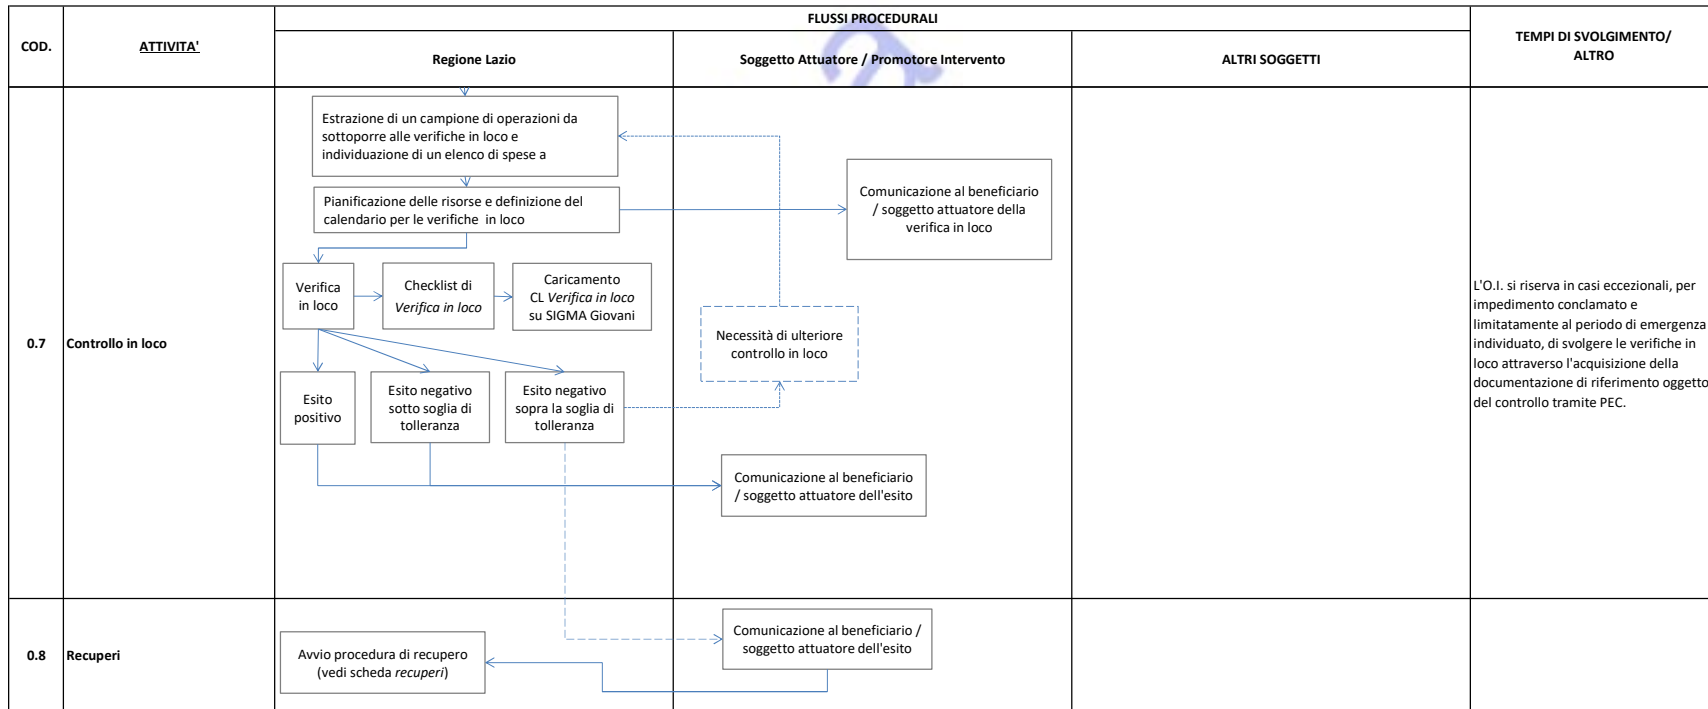 FLUSSI PROCEDURALI
COD.
ATTIVITA'
Regione Lazio
Soggetto Attuatore / Promotore Intervento
ALTRI SOGGETTI
TEMPI DI SVOLGIMENTO/
ALTRO
Estrazione di un campione di operazioni da
sottoporre alle verifiche in loco e
individuazione di un elenco di spese a
Pianificazione delle risorse e definizione del
calendario per le verifiche in loco
Comunicazione al beneficiario
/ soggetto attuatore della
verifica in loco
Verifica
in loco
Checklist di
Verifica in loco
Caricamento
CL Verifica in loco
su SIGMA Giovani
Necessità di ulteriore
controllo in loco
0.7
Controllo in loco
L'O.I. si riserva in casi eccezionali, per
impedimento conclamato e
limitatamente al periodo di emergenza
individuato, di svolgere le verifiche in
loco attraverso l'acquisizione della
documentazione di riferimento oggetto
del controllo tramite PEC.
Esito
positivo
Esito negativo
sotto soglia di
tolleranza
Esito negativo
sopra la soglia di
tolleranza
Comunicazione al beneficiario
/ soggetto attuatore dell'esito
0.8
Recuperi
Avvio procedura di recupero
(vedi scheda recuperi)
Comunicazione al beneficiario /
soggetto attuatore dell'esito